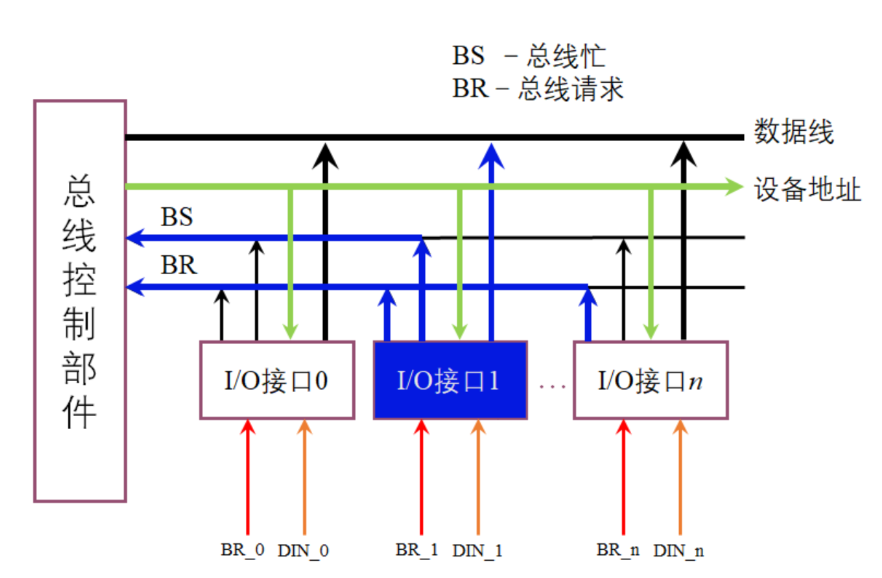 BS －总线忙
BR－总线请求
数据线
设备地址
总线控制部件
BS
BR
I/O接口0
I/O接口1
…
I/O接口n
BR_0
DIN_0
BR_1
DIN_1
BR_n
DIN_n